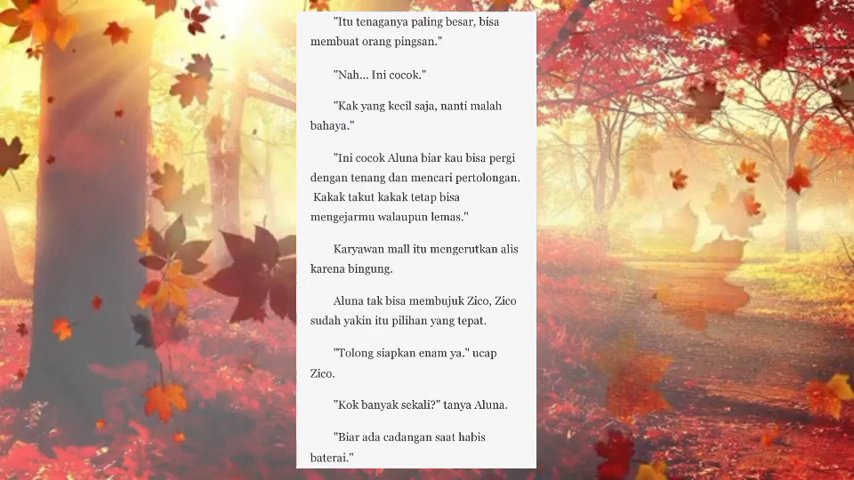 "Itu tenaganya paling besar, bisa
membuat orang pingsan."
"Nah... Ini cocok."
"Kak yang kecil saja, nanti malah
bahaya."
"Ini cocok Aluna biar kau bisa pergi
dengan tenang dan mencari pertolongan.
Kakak takut kakak tetap bisa
mengejarmu walaupun lemas."
Karyawan mall itu mengerutkan alis
karena bingung.
Aluna tak bisa membujuk Zico, Zico
sudah yakin itu pilihan yang tepat.
"Tolong siapkan enam ya." ucap
Zico.
"Kok banyak sekali?" tanya Aluna.
"Biar ada cadangan saat habis
baterai."